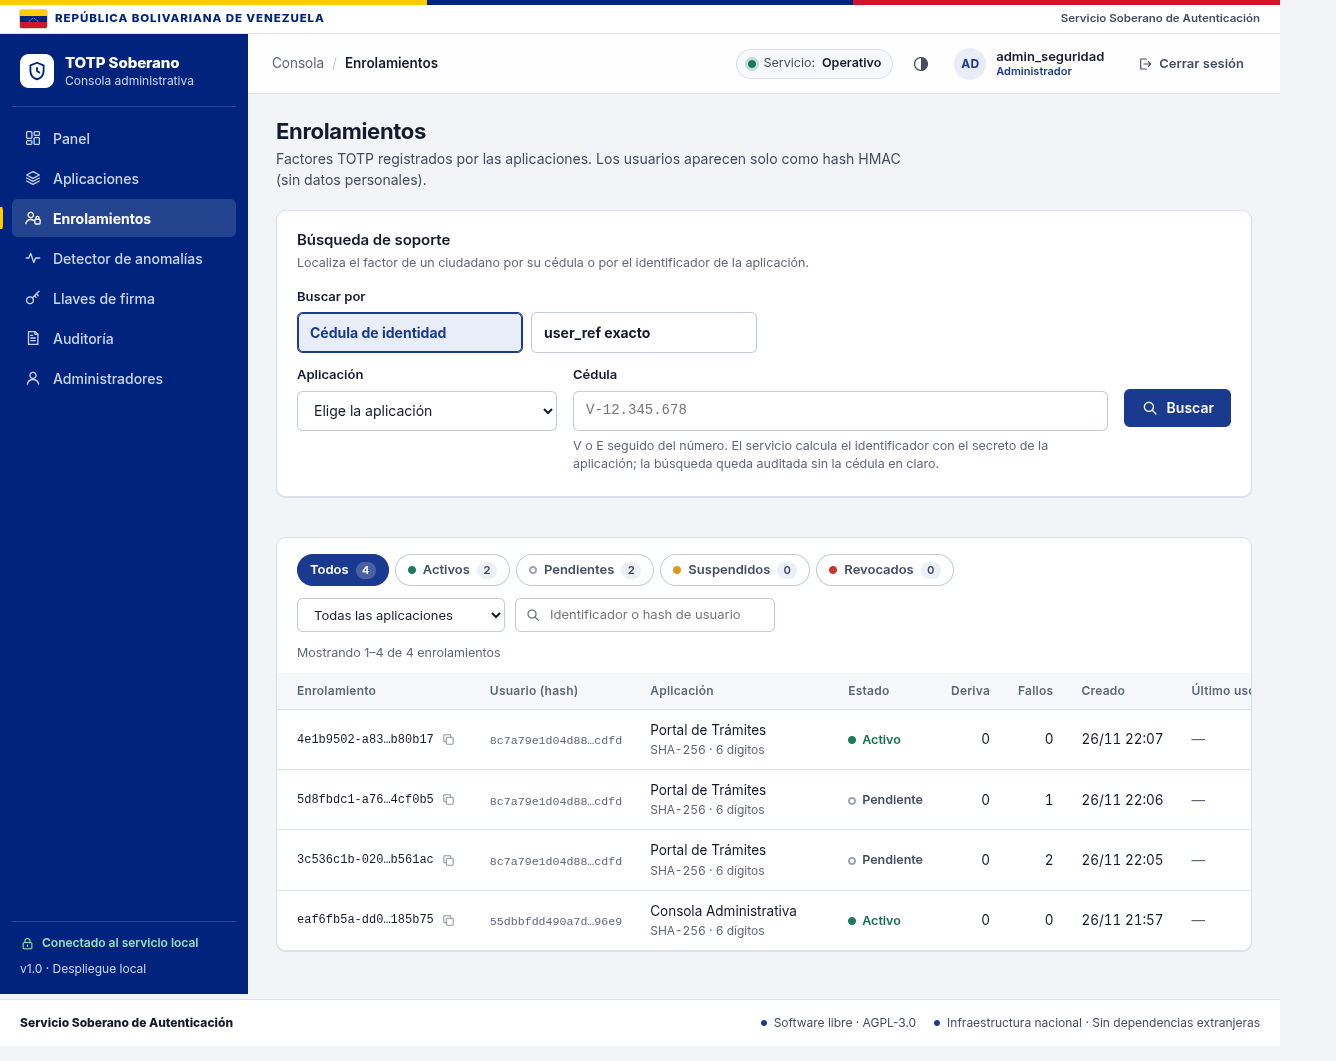 REPÚBLICA BOLIVARIANA DE VENEZUELA
Servicio Soberano de Autenticación
TOTP Soberano
Consola administrativa
Panel
Aplicaciones
Enrolamientos
Detector de anomalías
Llaves de firma
Auditoría
Administradores
Conectado al servicio local
v1.0 · Despliegue local
Consola / Enrolamientos
Servicio: Operativo
AD
admin_seguridad
Administrador
Cerrar sesión
Enrolamientos
Factores TOTP registrados por las aplicaciones. Los usuarios aparecen solo como hash HMAC
(sin datos personales).
Búsqueda de soporte
Localiza el factor de un ciudadano por su cédula o por el identificador de la aplicación.
Buscar por
Cédula de identidad
user_ref exacto
Aplicación
Cédula
Elige la aplicación
V-12.345.678
Buscar
V o E seguido del número. El servicio calcula el identificador con el secreto de la
aplicación; la búsqueda queda auditada sin la cédula en claro.
Todos 4
Activos 2
Pendientes 2
Suspendidos 0
Revocados 0
Todas las aplicaciones
Identificador o hash de usuario
Mostrando 1–4 de 4 enrolamientos
Enrolamiento Usuario (hash) Aplicación Estado Deriva Fallos Creado Último uso
4e1b9502-a83…b80b17 8c7a79e1d04d88…cdfd Portal de Trámites Activo 0 0 26/11 22:07 —
SHA-256 · 6 dígitos
5d8fbdc1-a76…4cf0b5 8c7a79e1d04d88…cdfd Portal de Trámites Pendiente 0 1 26/11 22:06 —
SHA-256 · 6 dígitos
3c536c1b-020…b561ac 8c7a79e1d04d88…cdfd Portal de Trámites Pendiente 0 2 26/11 22:05 —
SHA-256 · 6 dígitos
eaf6fb5a-dd0…185b75 55dbbfdd490a7d…96e9 Consola Administrativa Activo 0 0 26/11 21:57 —
SHA-256 · 6 dígitos
Servicio Soberano de Autenticación
Software libre · AGPL-3.0
Infraestructura nacional · Sin dependencias extranjeras